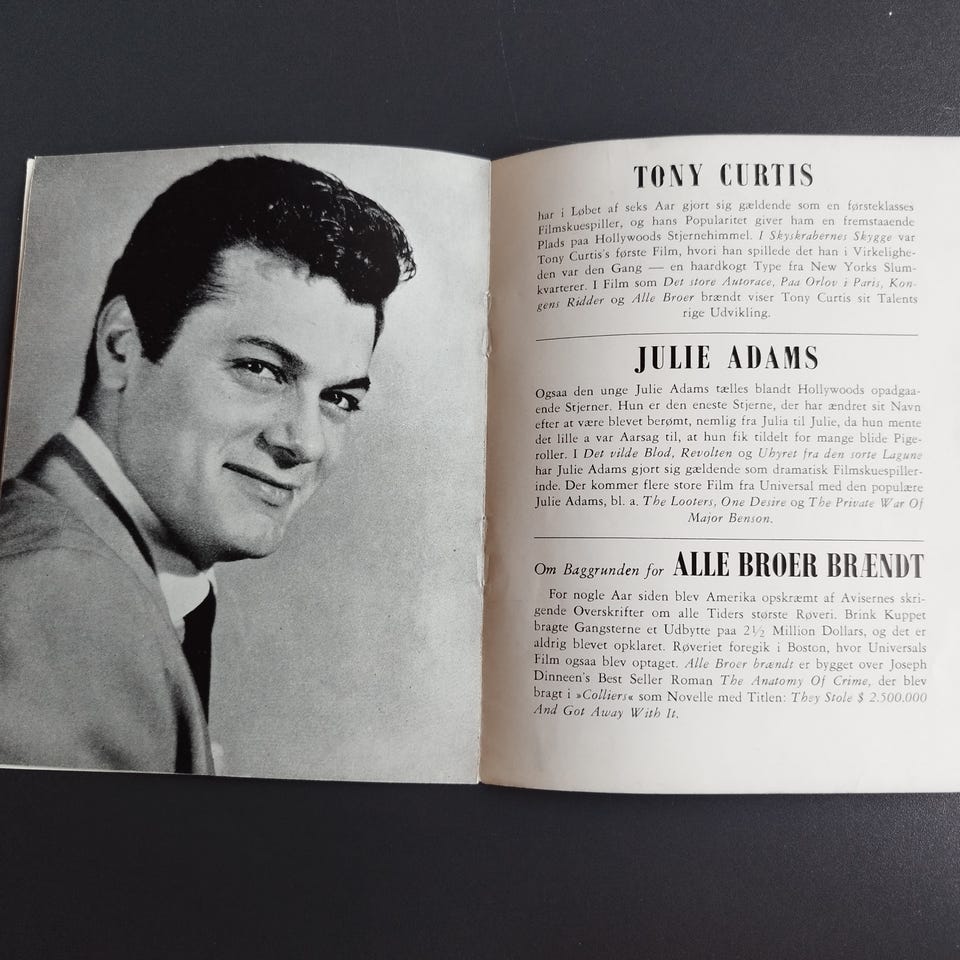 TONY CURTIS
har i Løbet af seks Aar gjort sig gældende som en førsteklasses
Filmskuespiller, og hans Popularitet giver ham en fremstaaende
Plads paa Hollywoods Stjernehimmel. I Skyskrabernes Skygge var
Tony Curtis's første Film, hvori han spillede det han i Virkelighe-
den var den Gang — en haardkogt Type fra New Yorks Slum-
kvarterer. I Film som Det store Autorace, Paa Orlov i Paris, Kon-
gens Ridder og Alle Broer brændt viser Tony Curtis sit Talents
rige Udvikling.
JULIE ADAMS
Ogsaa den unge Julie Adams tælles blandt Hollywoods opadgaa-
ende Stjerner. Hun er den eneste Stjerne, der har ændret sit Navn
efter at være blevet berømt, nemlig fra Julia til Julie, da hun mente
det lille a var Aarsag til, at hun fik tildelt for mange blide Pige-
roller. I Det vilde Blod, Revolten og Uhyret fra den sorte Lagune
har Julie Adams gjort sig gældende som dramatisk Filmskuespiller-
inde. Der kommer flere store Film fra Universal med den populære
Julie Adams, bl. a. The Looters, One Desire og The Private War Of
Major Benson.
Om Baggrunden for ALLE BROER BRÆNDT
For nogle Aar siden blev Amerika opskræmt af Avisernes skri-
gende Overskrifter om alle Tiders største Røveri. Brink Kuppet
bragte Gangsterne et Udbytte paa 2½ Million Dollars, og det er
aldrig blevet opklaret. Røveriet foregik i Boston, hvor Universals
Film ogsaa blev optaget. Alle Broer brændt er bygget over Joseph
Dinneen's Best Seller Roman The Anatomy Of Crime, der blev
bragt i »Colliers« som Novelle med Titlen: They Stole $ 2.500.000
And Got Away With It.